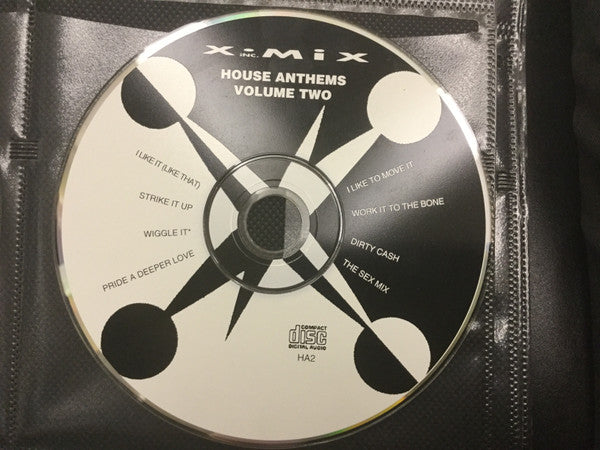 X-MiX
INC.
HOUSE ANTHEMS
VOLUME TWO
I LIKE IT (LIKE THAT)
STRIKE IT UP
WIGGLE IT*
PRIDE A DEEPER LOVE
I LIKE TO MOVE IT
WORK IT TO THE BONE
DIRTY CASH
THE SEX MIX
COMPACT
disc
DIGITAL AUDIO
HA2